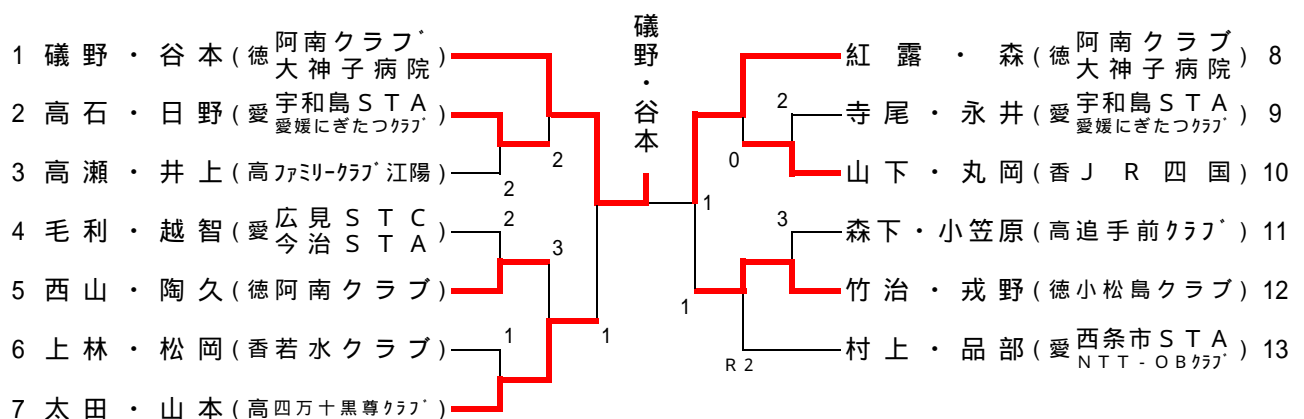 礒野・谷本
1 礒野・谷本(徳 阿南クラブ 大神子病院)
2 高石・日野(愛 宇和島STA 愛媛にぎたつクラブ)
3 高瀬・井上(高 ファミリークラブ江陽)
4 毛利・越智(愛 広見STC 今治STA)
5 西山・陶久(徳 阿南クラブ)
6 上林・松岡(香 若水クラブ)
7 太田・山本(高 四万十黒尊クラブ)
2
2
2
3
1
1
紅露・森(徳 阿南クラブ 大神子病院) 8
寺尾・永井(愛 宇和島STA 愛媛にぎたつクラブ) 9
山下・丸岡(香 JR四国) 10
森下・小笠原(高 追手前クラブ) 11
竹治・戎野(徳 小松島クラブ) 12
村上・品部(愛 西条市STA NTT-OBクラブ) 13
2
0
1
3
1
R2